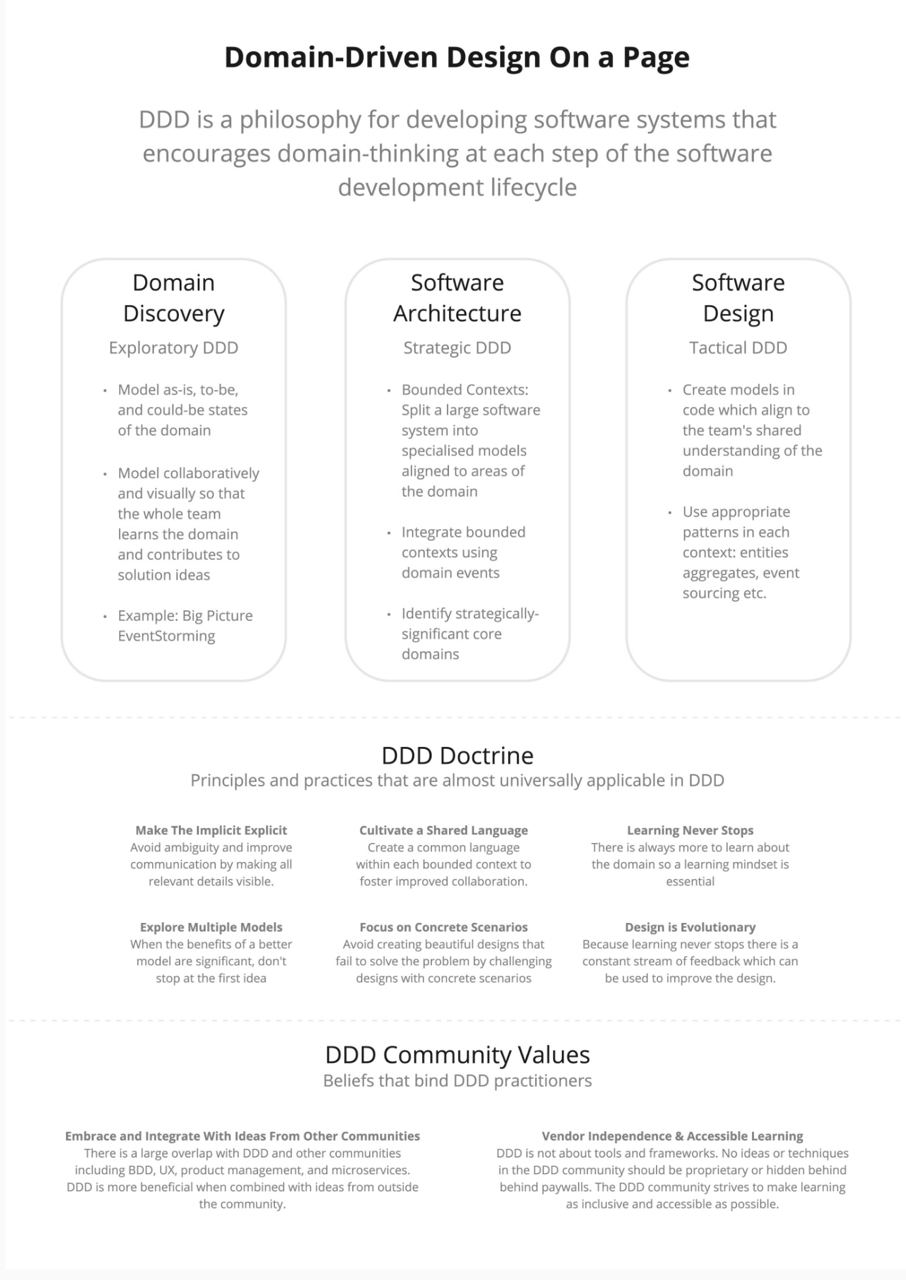 Domain-Driven Design On a Page
DDD is a philosophy for developing software systems that
encourages domain-thinking at each step of the software
development lifecycle
Domain
Discovery
Exploratory DDD
• Model as-is, to-be,
and could-be states
of the domain
• Model collaboratively
and visually so that
the whole team
learns the domain
and contributes to
solution ideas
• Example: Big Picture
EventStorming
Software
Architecture
Strategic DDD
• Bounded Contexts:
Split a large software
system into
specialised models
aligned to areas of
the domain
• Integrate bounded
contexts using
domain events
• Identify strategically-
significant core
domains
Software
Design
Tactical DDD
• Create models in
code which align to
the team's shared
understanding of the
domain
• Use appropriate
patterns in each
context: entities
aggregates, event
sourcing etc.
DDD Doctrine
Principles and practices that are almost universally applicable in DDD
Make The Implicit Explicit
Avoid ambiguity and improve
communication by making all
relevant details visible.
Cultivate a Shared Language
Create a common language
within each bounded context to
foster improved collaboration.
Learning Never Stops
There is always more to learn about
the domain so a learning mindset is
essential
Explore Multiple Models
When the benefits of a better
model are significant, don't
stop at the first idea
Focus on Concrete Scenarios
Avoid creating beautiful designs that
fail to solve the problem by challenging
designs with concrete scenarios
Design is Evolutionary
Because learning never stops there is a
constant stream of feedback which can
be used to improve the design.
DDD Community Values
Beliefs that bind DDD practitioners
Embrace and Integrate With Ideas From Other Communities
There is a large overlap with DDD and other communities
including BDD, UX, product management, and microservices.
DDD is more beneficial when combined with ideas from outside
the community.
Vendor Independence & Accessible Learning
DDD is not about tools and frameworks. No ideas or techniques
in the DDD community should be proprietary or hidden behind
behind paywalls. The DDD community strives to make learning
as inclusive and accessible as possible.